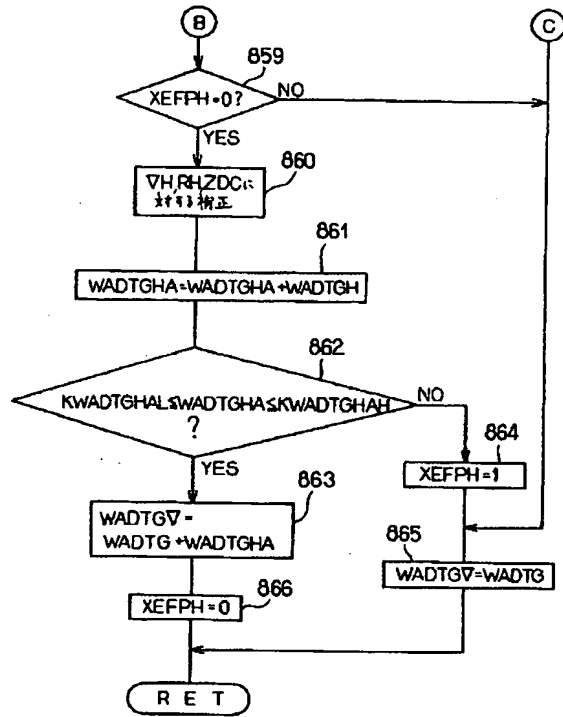 B
C
859
XEFPH=0?
NO
YES
860
∇H,RH,ZDCに
対する補正
861
WADTGHA=WADTGHA+WADTGH
862
KWADTGHAL≦WADTGHA≦KWADTGHAH
?
NO
YES
864
XEFPH=1
863
WADTG∇=
WADTG+WADTGHA
865
WADTG∇=WADTG
866
XEFPH=0
RET